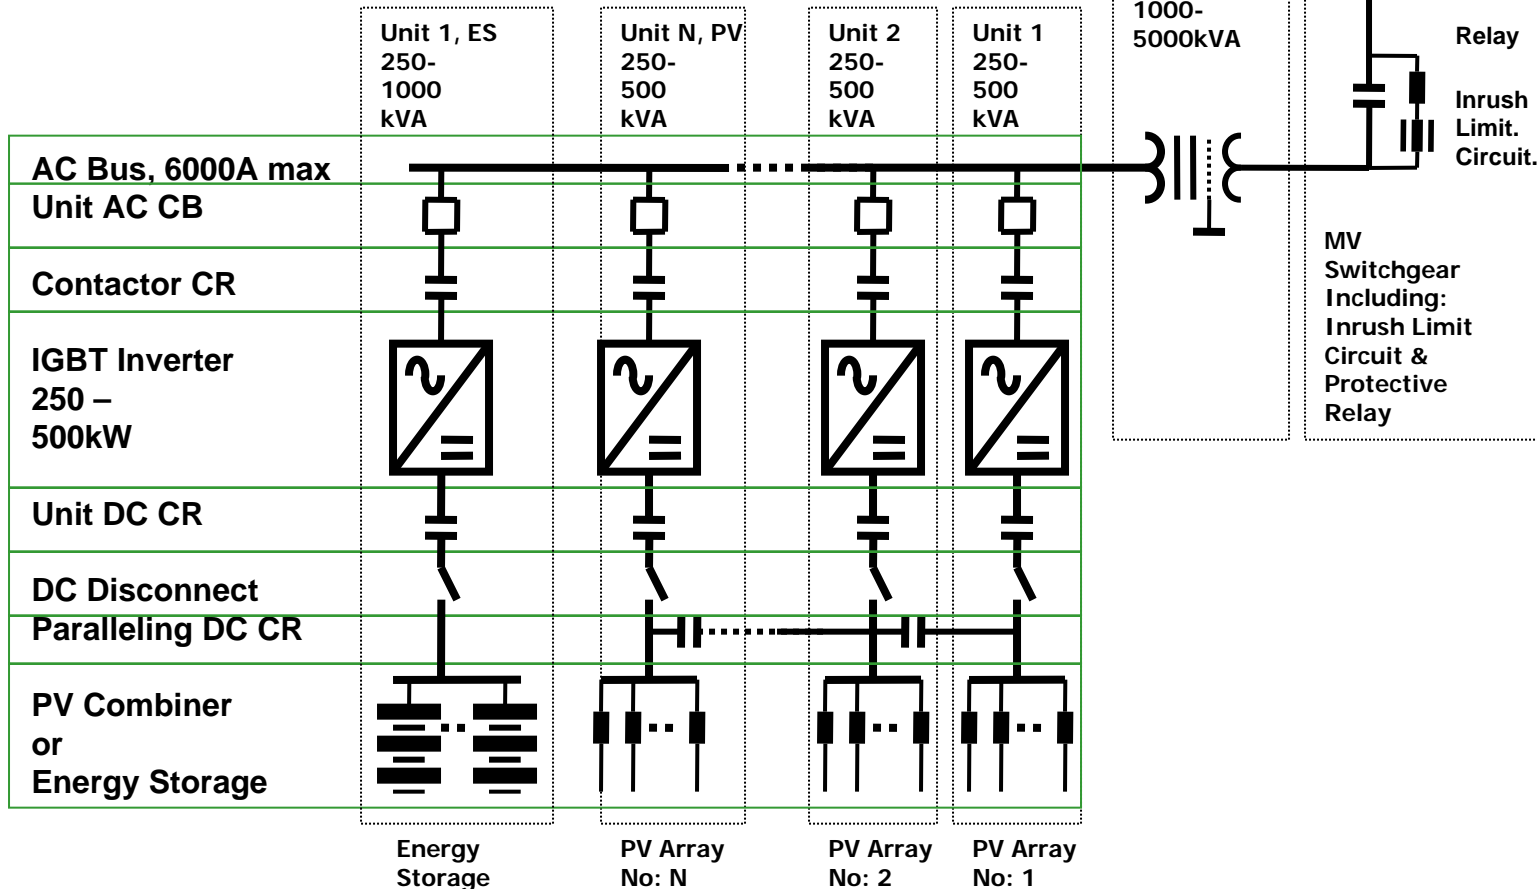 Unit 1, ES
250-
1000
kVA
Unit N, PV
250-
500
kVA
Unit 2
250-
500
kVA
Unit 1
250-
500
kVA
1000-
5000kVA
Relay
Inrush
Limit.
Circuit.
AC Bus, 6000A max
Unit AC CB
Contactor CR
IGBT Inverter
250 –
500kW
Unit DC CR
DC Disconnect
Paralleling DC CR
PV Combiner
or
Energy Storage
MV
Switchgear
Including:
Inrush Limit
Circuit &
Protective
Relay
Energy
Storage
PV Array
No: N
PV Array
No: 2
PV Array
No: 1